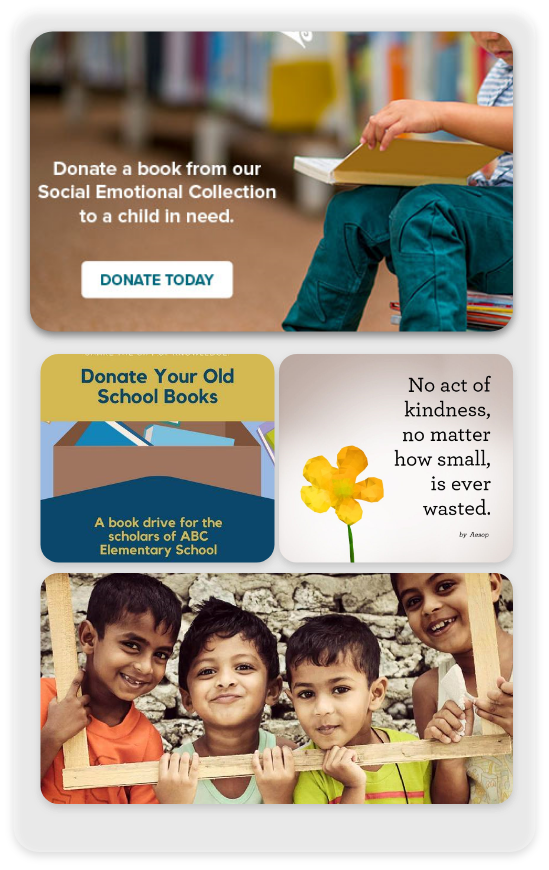 Donate a book from our
Social Emotional Collection
to a child in need.
DONATE TODAY
Donate Your Old
School Books
A book drive for the
scholars of ABC
Elementary School
No act of
kindness,
no matter
how small,
is ever
wasted.
by Aesop